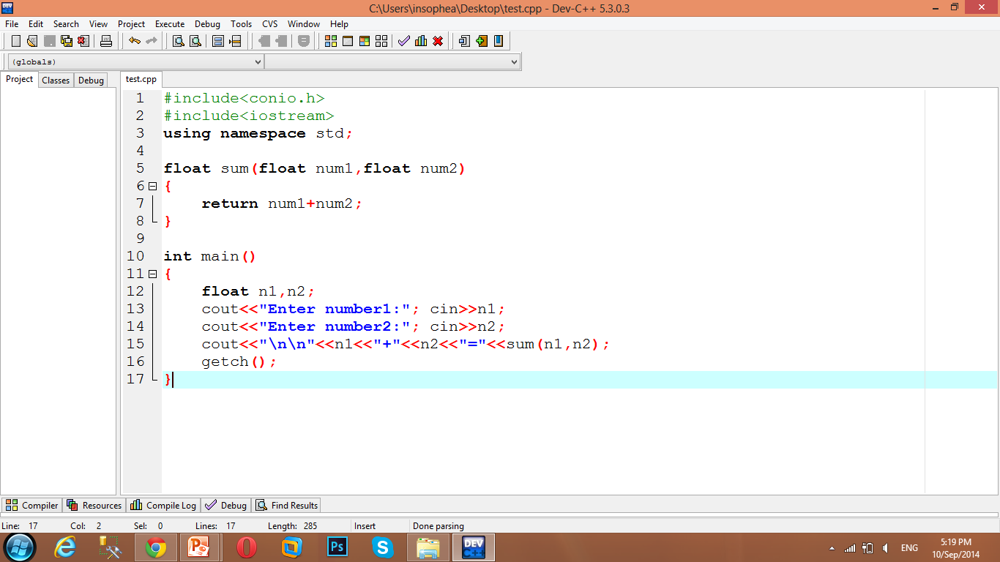 C:\Users\insophea\Desktop\test.cpp - Dev-C++ 5.3.0.3
File Edit Search View Project Execute Debug Tools CVS Window Help
(globals)
Project Classes Debug
test.cpp
1 #include<conio.h>
2 #include<iostream>
3 using namespace std;
4
5 float sum(float num1,float num2)
6 {
7 return num1+num2;
8 }
9
10 int main()
11 {
12 float n1,n2;
13 cout<<"Enter number1:"; cin>>n1;
14 cout<<"Enter number2:"; cin>>n2;
15 cout<<"\n\n"<<n1<<"+"<<n2<<"="<<sum(n1,n2);
16 getch();
17 }
Compiler Resources Compile Log Debug Find Results
Line: 17 Col: 2 Sel: 0 Lines: 17 Length: 285 Insert Done parsing
Ps
DEV C++
ENG
5:19 PM
10/Sep/2014